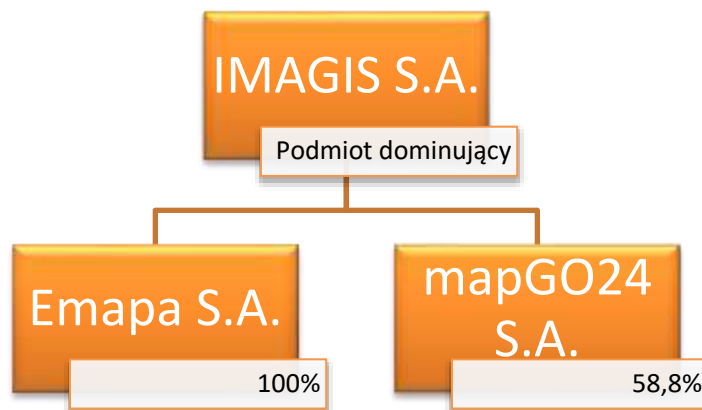 IMAGIS S.A.
Podmiot dominujący
Emapa S.A.
100%
mapGO24
S.A.
58,8%